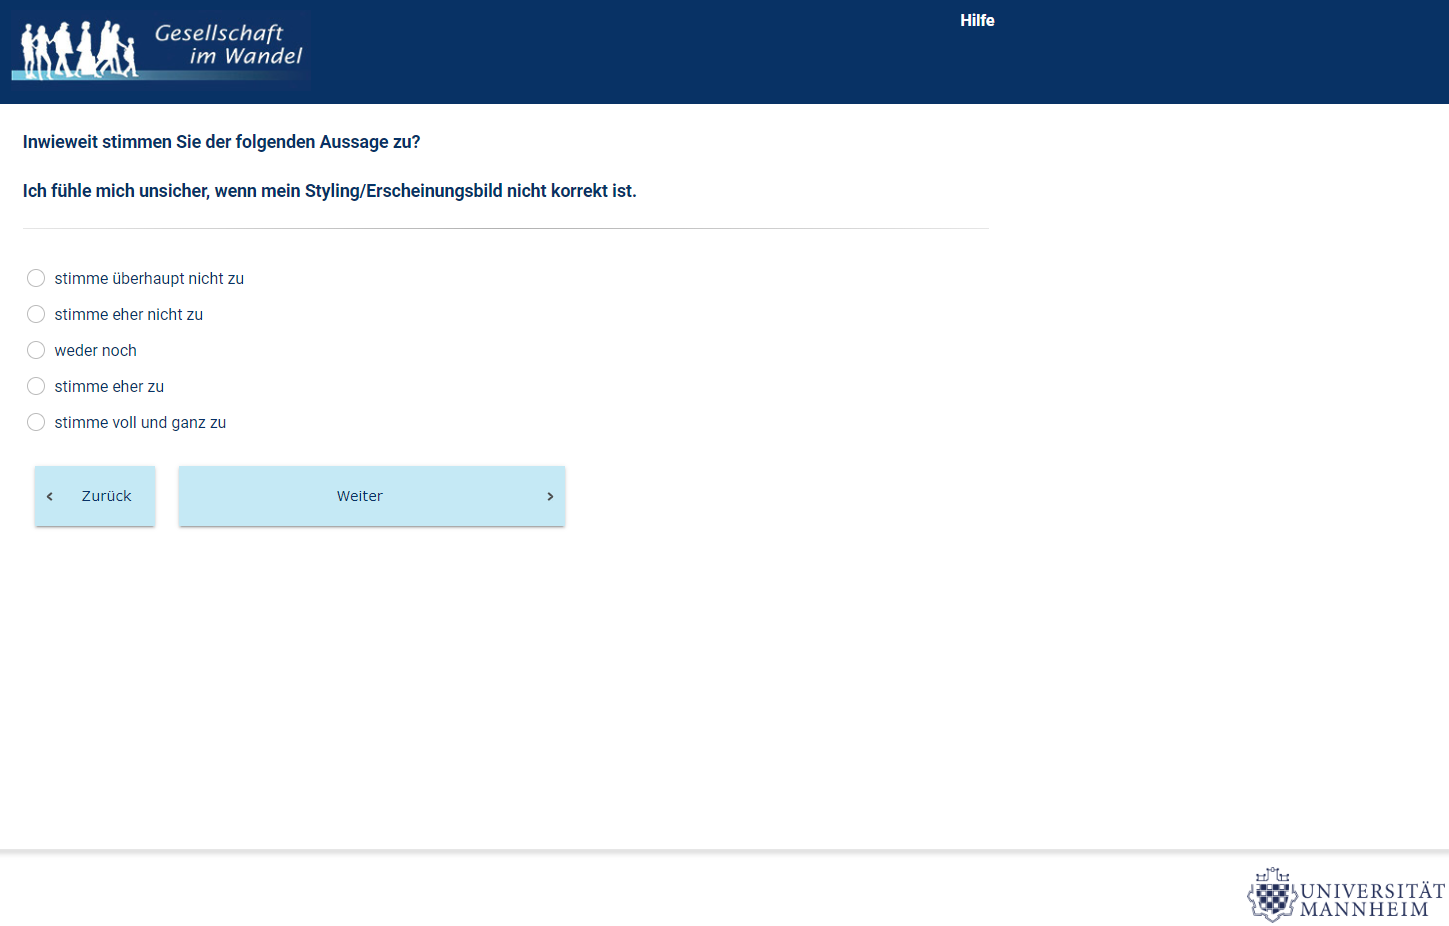 Gesellschaft
im Wandel
Hilfe
Inwieweit stimmen Sie der folgenden Aussage zu?
Ich fühle mich unsicher, wenn mein Styling/Erscheinungsbild nicht korrekt ist.
stimme überhaupt nicht zu
stimme eher nicht zu
weder noch
stimme eher zu
stimme voll und ganz zu
Zurück
Weiter
UNIVERSITÄT
MANNHEIM